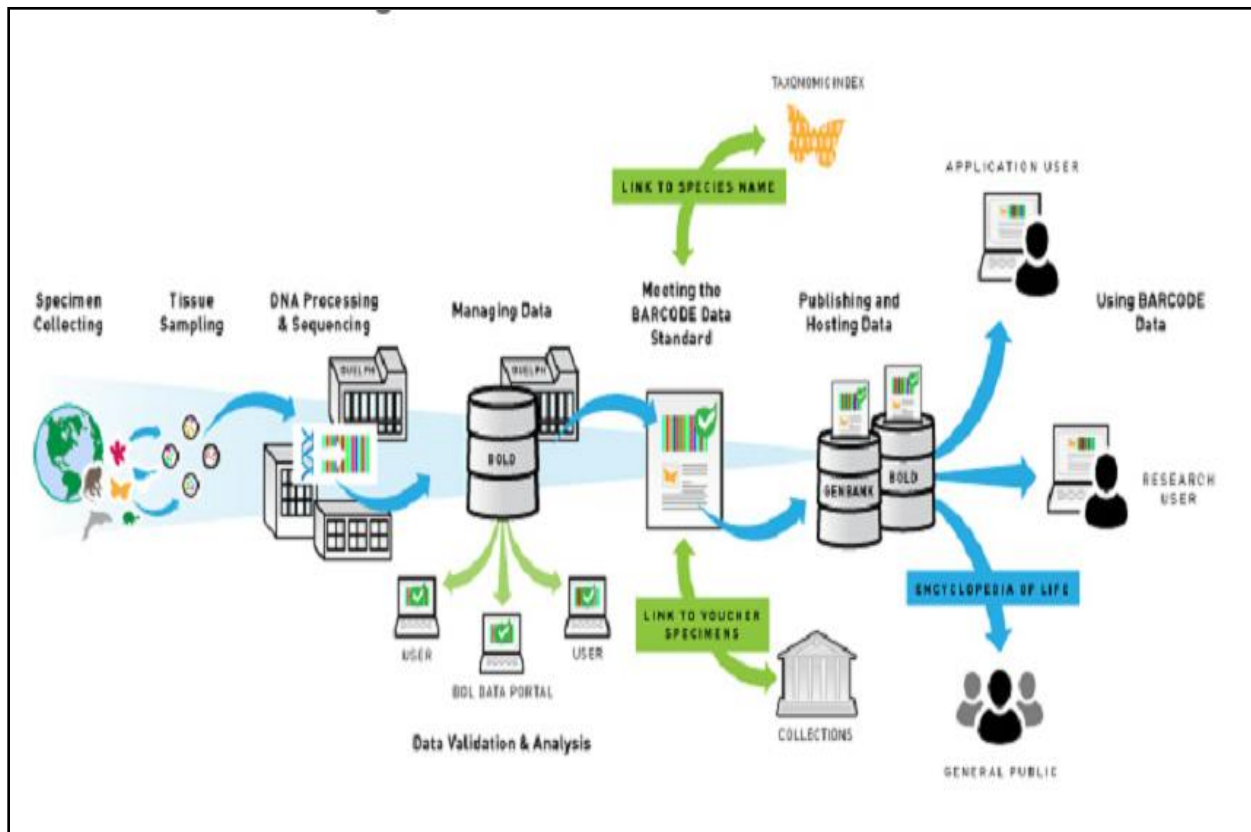 TAXONOMIC INDEX
LINK TO SPECIES NAME
APPLICATION USER
Specimen
Collecting
Tissue
Sampling
DNA Processing
& Sequencing
Managing Data
Meeting the
BARCODE Data
Standard
Publishing and
Hosting Data
Using BARCODE
Data
GUELPH
GUELPH
BOLD
GENBANK
BOLD
RESEARCH
USER
USER
BOL DATA PORTAL
USER
Data Validation & Analysis
LINK TO VOUCHER
SPECIMENS
COLLECTIONS
ENCYCLOPEDIA OF LIFE
GENERAL PUBLIC